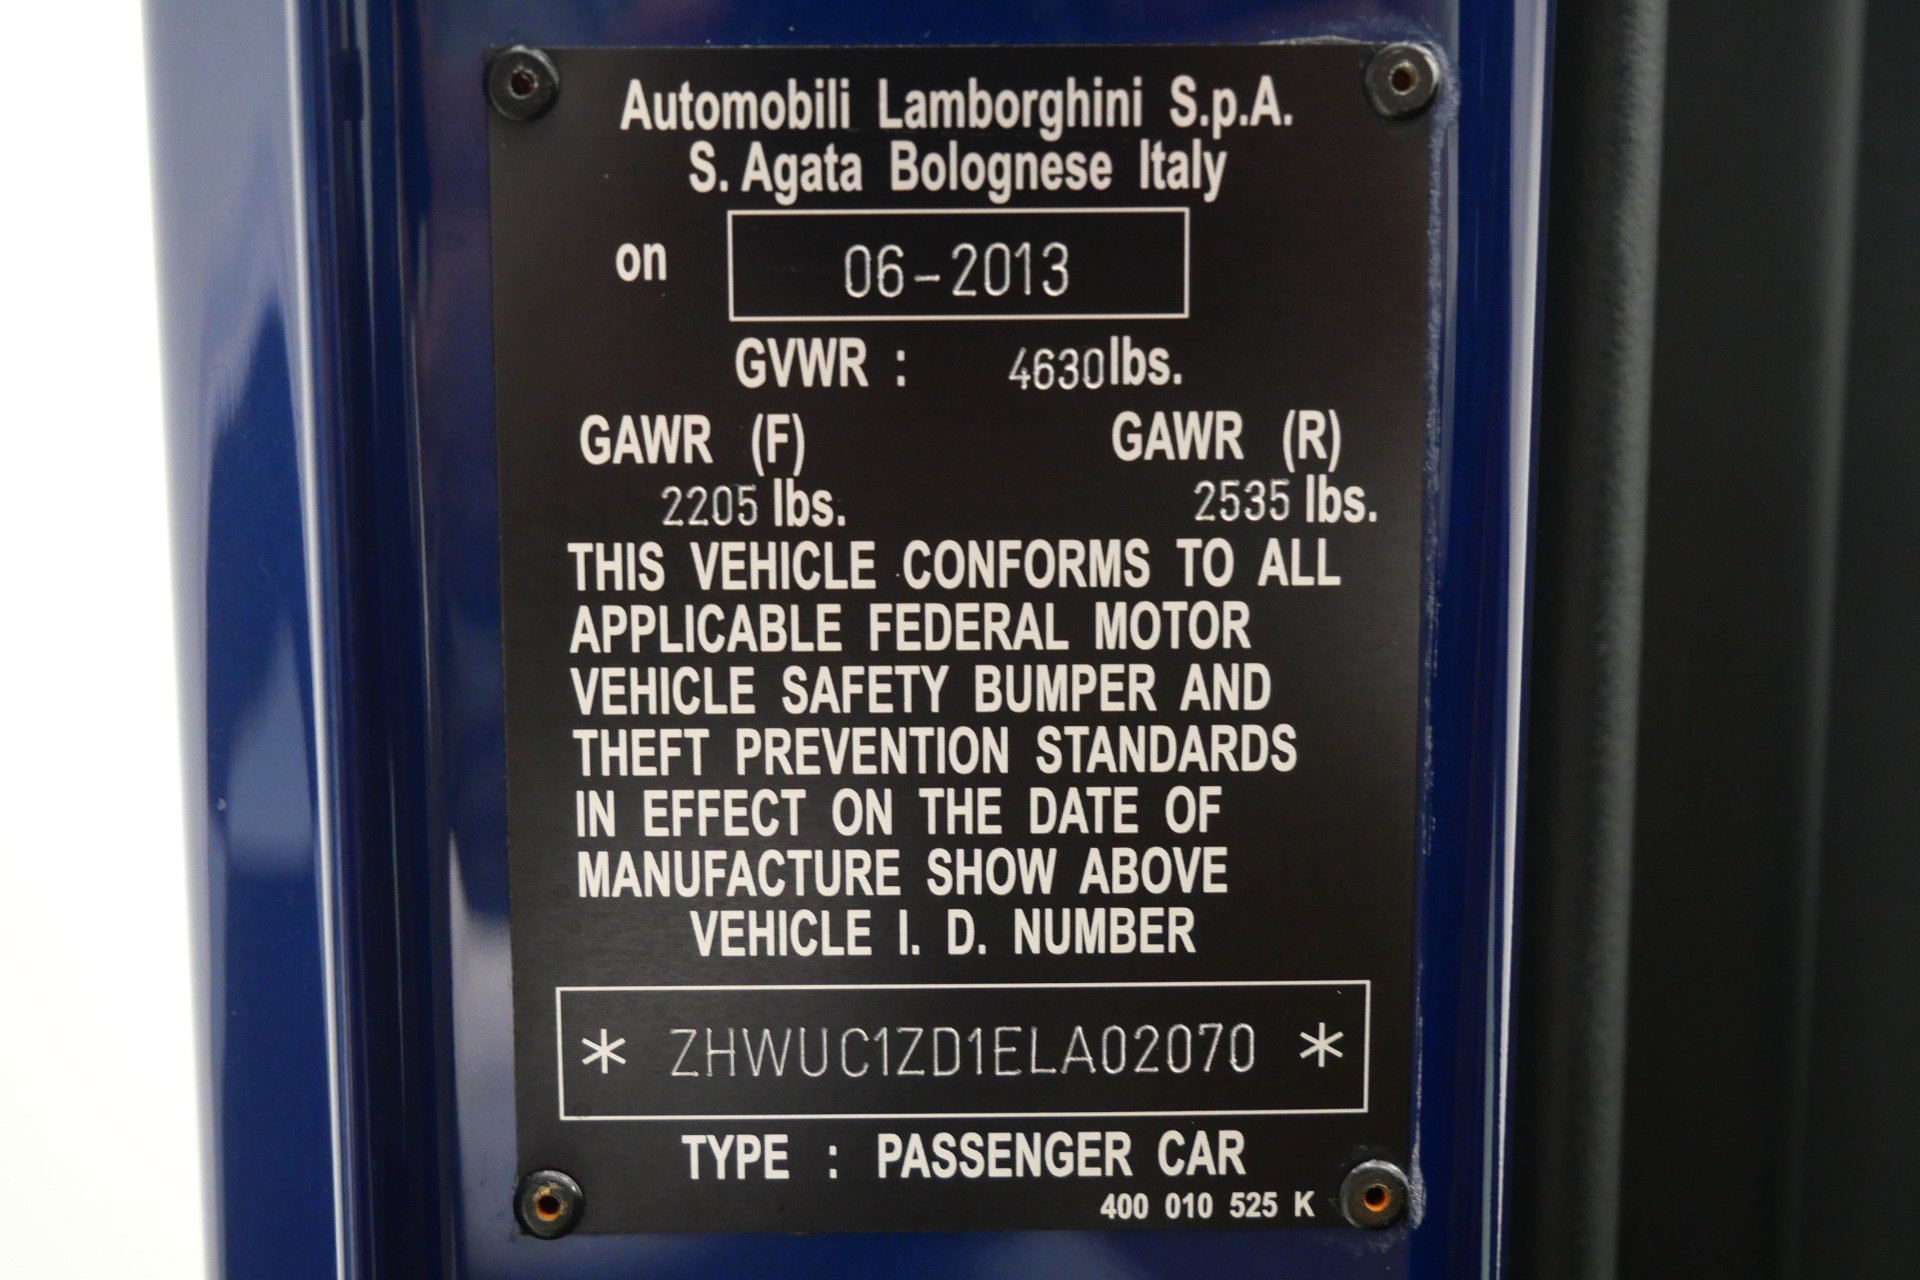 Automobili Lamborghini S.p.A.
S. Agata Bolognese Italy
on 06-2013
GVWR : 4630 lbs.
GAWR (F) GAWR (R)
2205 lbs. 2535 lbs.
THIS VEHICLE CONFORMS TO ALL
APPLICABLE FEDERAL MOTOR
VEHICLE SAFETY BUMPER AND
THEFT PREVENTION STANDARDS
IN EFFECT ON THE DATE OF
MANUFACTURE SHOW ABOVE
VEHICLE I. D. NUMBER
* ZHWUC1ZD1ELA02070 *
TYPE : PASSENGER CAR
400 010 525 K